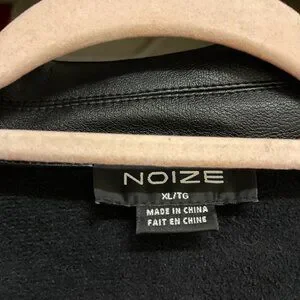 NOIZE
XL/TG
MADE IN CHINA
FAIT EN CHINE